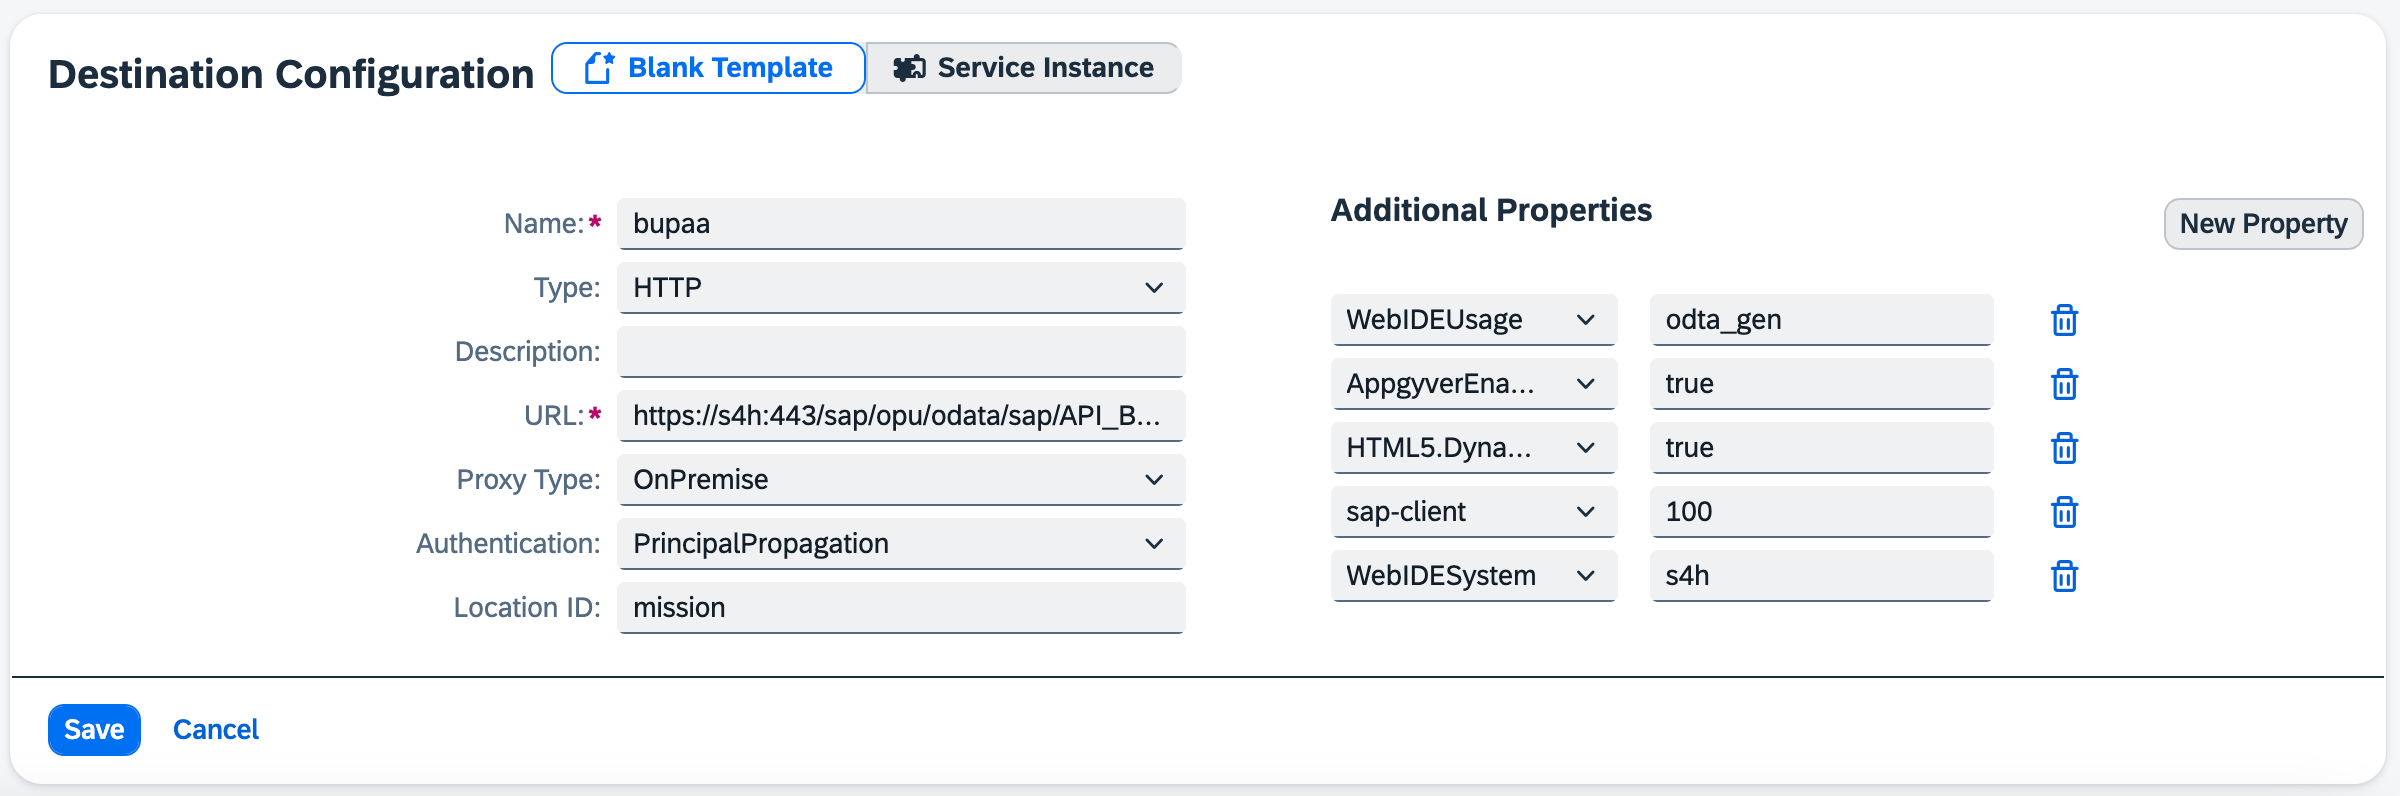 Destination Configuration
Blank Template
Service Instance
Name:*
bupaa
Type:
HTTP
Description:
URL:*
https://s4h:443/sap/opu/odata/sap/API_B...
Proxy Type:
OnPremise
Authentication:
PrincipalPropagation
Location ID:
mission
Additional Properties
New Property
WebIDEUsage
odta_gen
AppgyverEna...
true
HTML5.Dyna...
true
sap-client
100
WebIDESystem
s4h
Save
Cancel